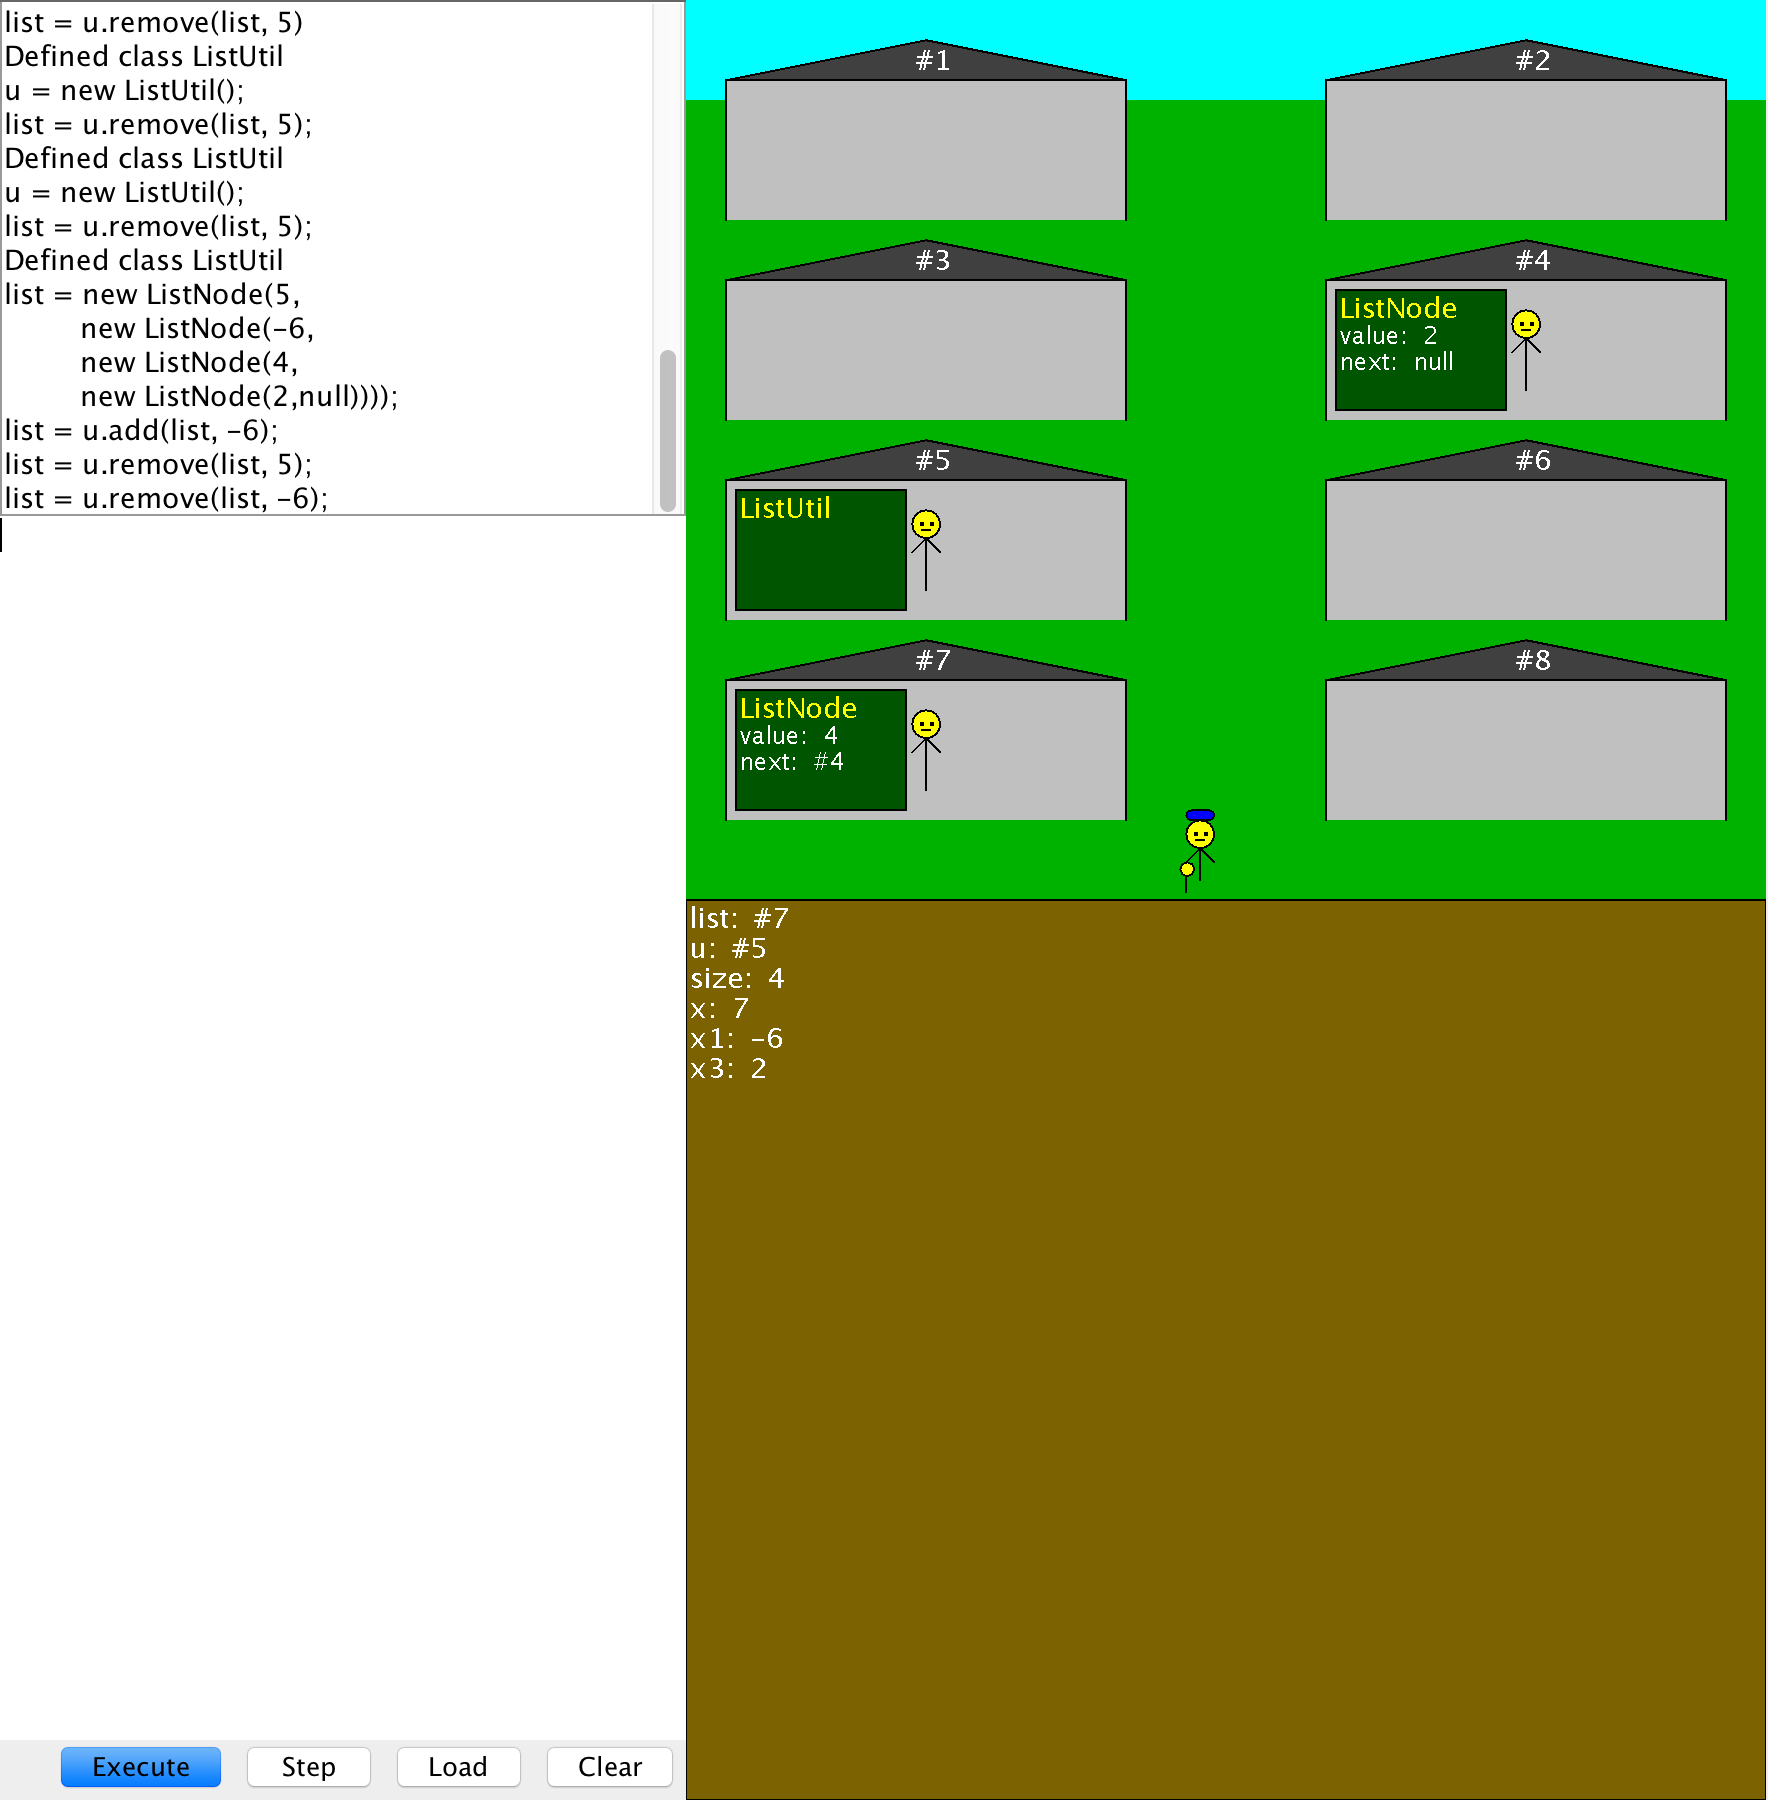 list = u.remove(list, 5)
Defined class ListUtil
u = new ListUtil();
list = u.remove(list, 5);
Defined class ListUtil
u = new ListUtil();
list = u.remove(list, 5);
Defined class ListUtil
list = new ListNode(5,
new ListNode(-6,
new ListNode(4,
new ListNode(2,null))));
list = u.add(list, -6);
list = u.remove(list, 5);
list = u.remove(list, -6);
Execute
Step
Load
Clear
#1
#2
#3
#4
ListNode
value: 2
next: null
#5
ListUtil
#6
#7
ListNode
value: 4
next: #4
#8
list: #7
u: #5
size: 4
x: 7
x1: -6
x3: 2